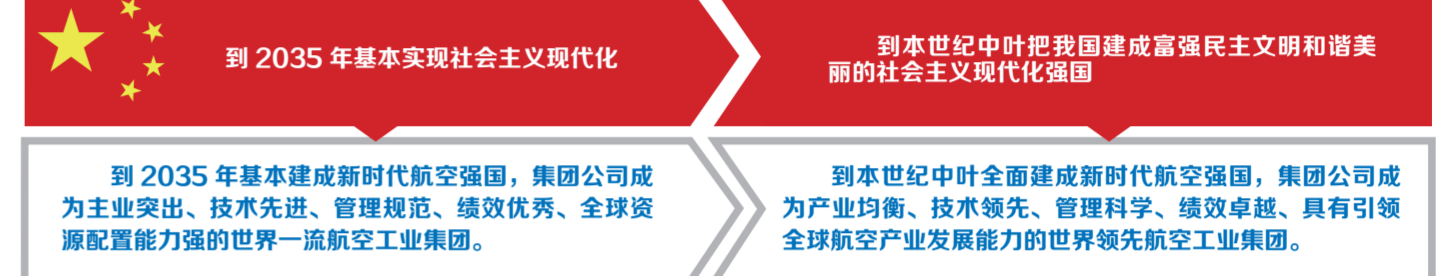 到 2035 年基本实现社会主义现代化
到本世纪中叶把我国建成富强民主文明和谐美
丽的社会主义现代化强国
到 2035 年基本建成新时代航空强国，集团公司成
为主业突出、技术先进、管理规范、绩效优秀、全球资
源配置能力强的世界一流航空工业集团。
到本世纪中叶全面建成新时代航空强国，集团公司成
为产业均衡、技术领先、管理科学、绩效卓越、具有引领
全球航空产业发展能力的世界领先航空工业集团。